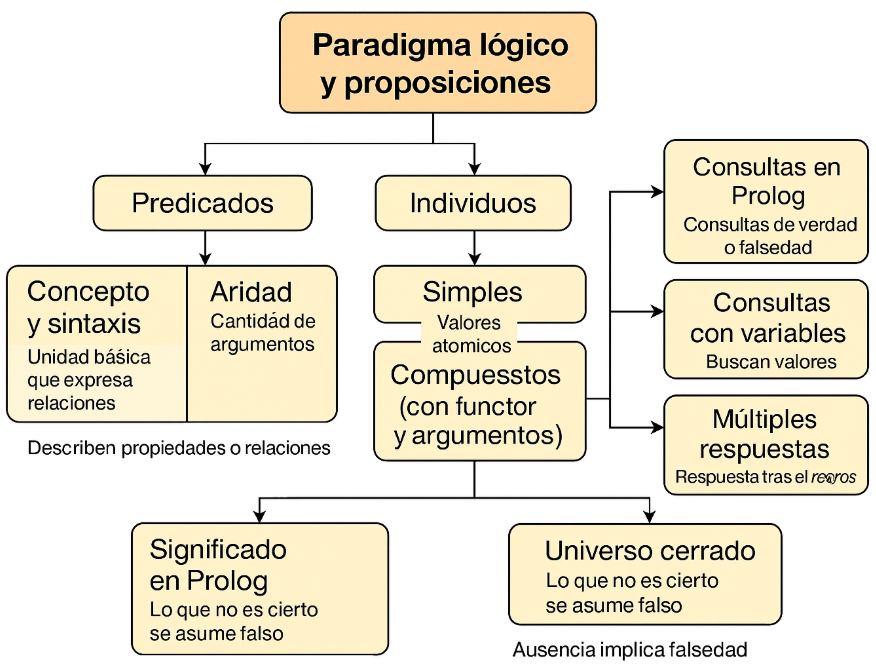 Paradigma lógico
y proposiciones
Predicados
Individuos
Concepto
y sintaxis
Unidad básica
que expresa
relaciones
Aridad
Cantidád de
argumentos
Describen propiedades o relaciones
Simples
Valores
atomicos
Compuesstos
(con functor
y argumentos)
Consultas en
Prolog
Consultas de verdad
o falsedad
Consultas
con variables
Buscan valores
Múltiples
respuestas
Respuesta tras el
Significado
en Prolog
Lo que no es cierto
se asume falso
Universo cerrado
Lo que no es cierto
se asume falso
Ausencia implica falsedad